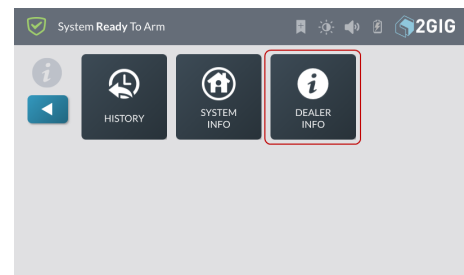 System Ready To Arm
2GIG
HISTORY
SYSTEM
INFO
DEALER
INFO